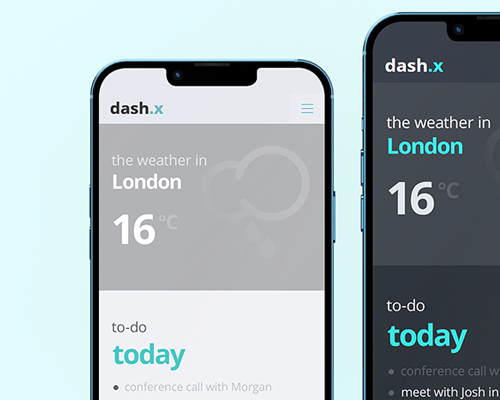 dash.x
the weather in
London
16 °C
to-do
today
conference call with Morgan
dash.x
the weather in
London
16 °C
to-do
today
conference call w
meet with Josh in